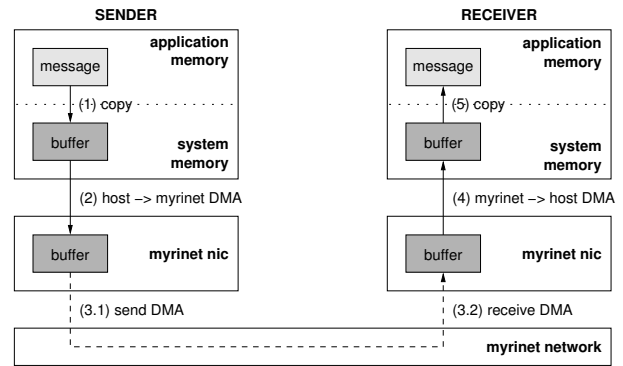 SENDER
RECEIVER
application
memory
message
(1) copy
buffer
system
memory
(2) host −> myrinet DMA
buffer
myrinet nic
(3.1) send DMA
application
memory
message
(5) copy
buffer
system
memory
(4) myrinet −> host DMA
buffer
myrinet nic
(3.2) receive DMA
myrinet network